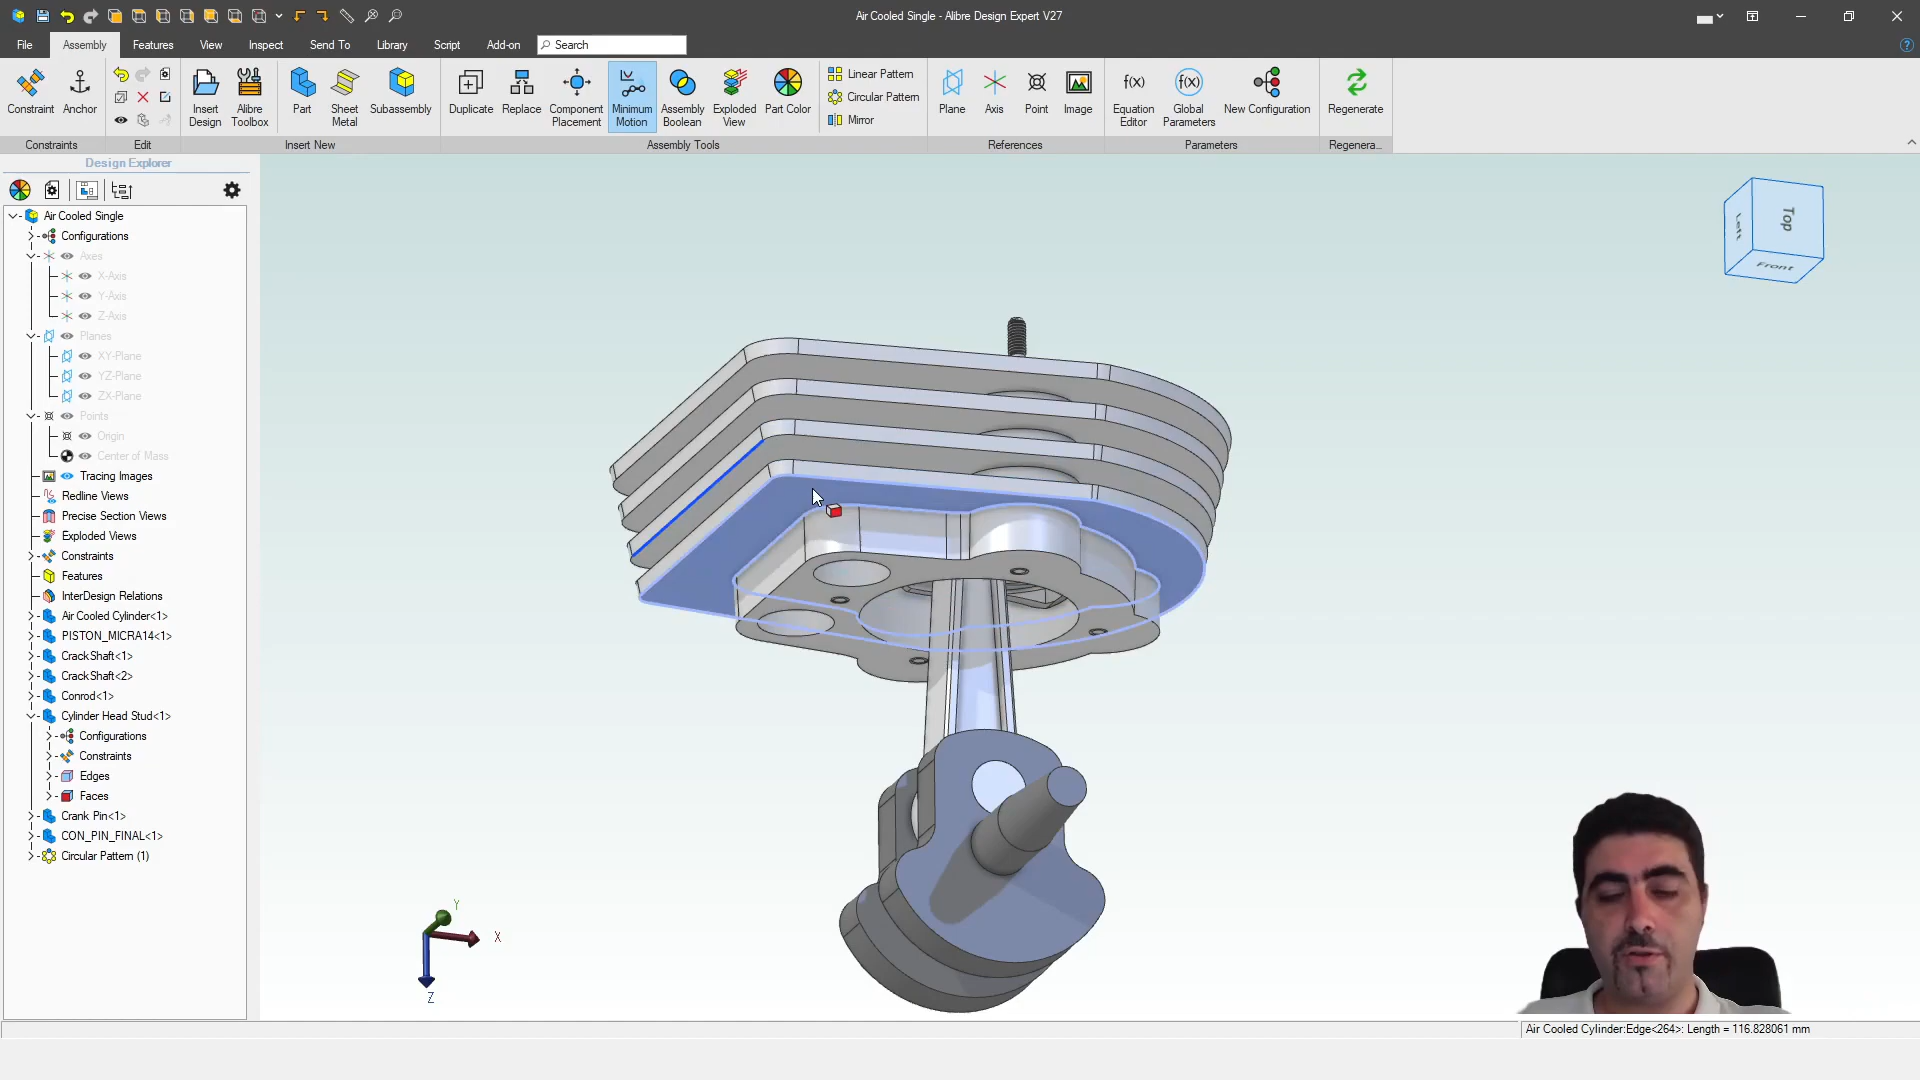 Air Cooled Single - Alibre Design Expert V27
File
Assembly
Features
View
Inspect
Send To
Library
Script
Add-on
Search
Constraint
Anchor
Insert Design
Alibre Toolbox
Part
Sheet Metal
Subassembly
Duplicate
Replace
Component Placement
Minimum Motion
Assembly Boolean
Exploded View
Part Color
Linear Pattern
Circular Pattern
Mirror
Plane
Axis
Point
Image
f(x)
Equation Editor
f(x)
Global Parameters
New Configuration
Regenerate
Constraints
Edit
Insert New
Assembly Tools
References
Parameters
Regenera...
Design Explorer
Air Cooled Single
Configurations
Axes
X-Axis
Y-Axis
Z-Axis
Planes
XY-Plane
YZ-Plane
ZX-Plane
Points
Origin
Center of Mass
Tracing Images
Redline Views
Precise Section Views
Exploded Views
Constraints
Features
InterDesign Relations
Air Cooled Cylinder<1>
PISTON_MICRA14<1>
CrackShaft<1>
CrackShaft<2>
Conrod<1>
Cylinder Head Stud<1>
Configurations
Constraints
Edges
Faces
Crank Pin<1>
CON_PIN_FINAL<1>
Circular Pattern (1)
Left
Top
Front
Y
X
Z
Air Cooled Cylinder:Edge<264>: Length = 116.828061 mm